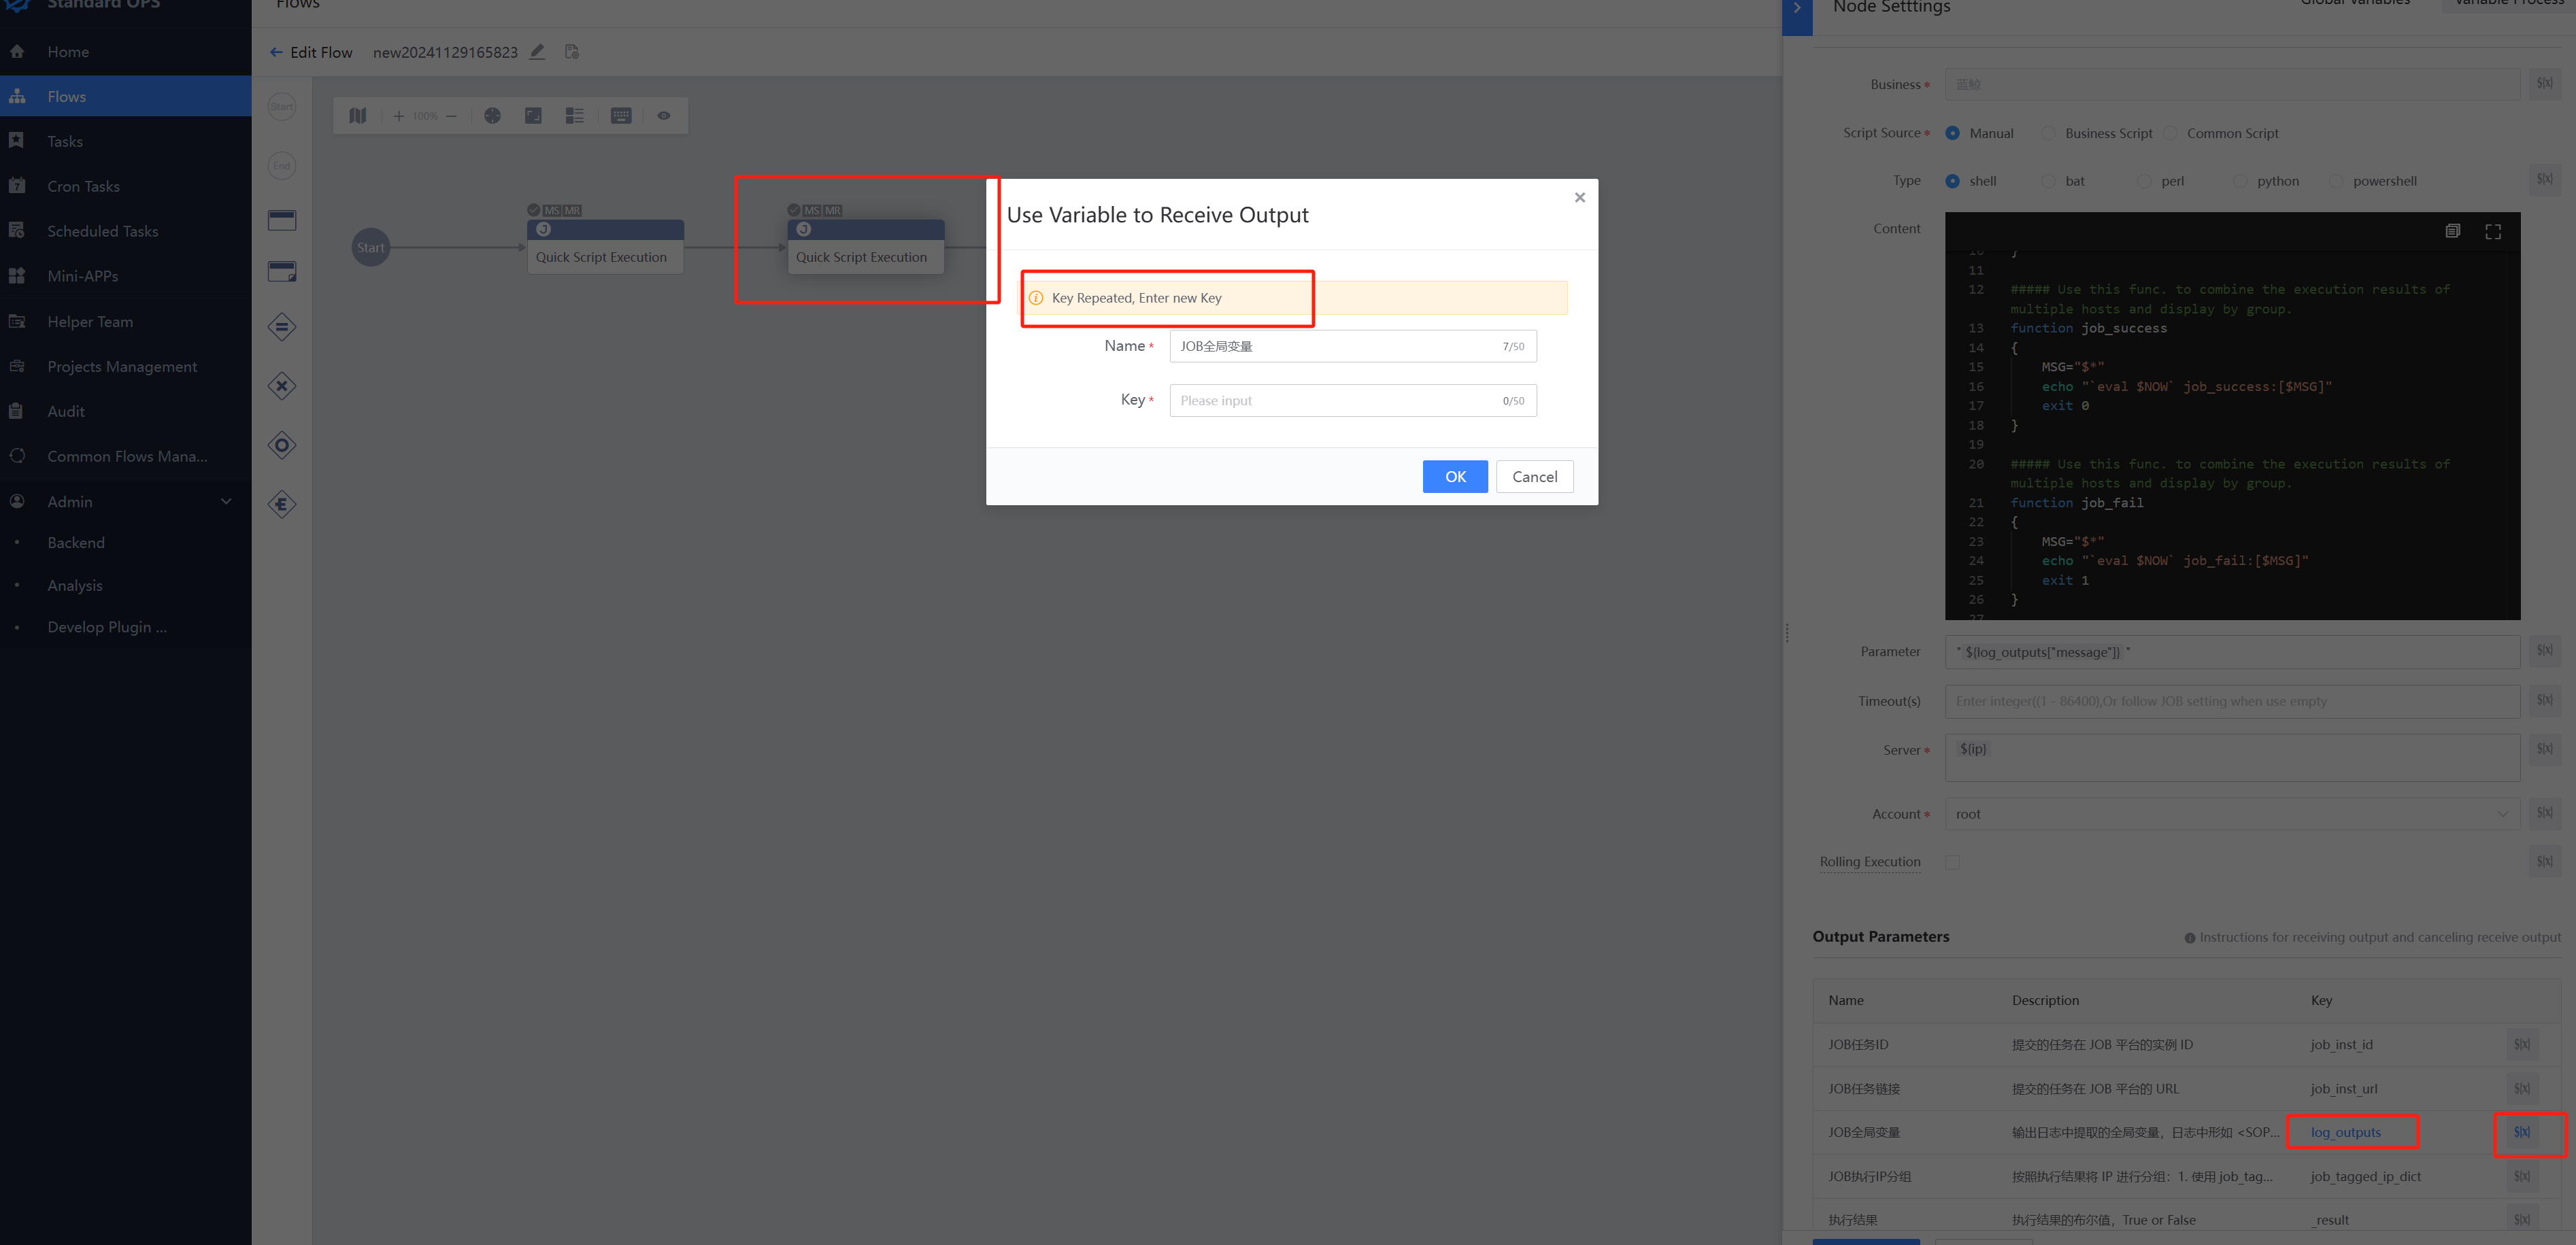 Standard OPS
Home
Flows
Tasks
Cron Tasks
Scheduled Tasks
Mini-APPs
Helper Team
Projects Management
Audit
Common Flows Mana...
Admin
Backend
Analysis
Develop Plugin ...
Flows
Edit Flow new20241129165823
Start
End
100%
Start
MS MR
J
Quick Script Execution
MS MR
J
Quick Script Execution
Use Variable to Receive Output
Key Repeated, Enter new Key
Name * JOB全局变量 7/50
Key * Please input 0/50
OK Cancel
Node Setttings Global Variables Variable Process
Business * 蓝鲸 ${x}
Script Source * Manual Business Script Common Script
Type shell bat perl python powershell ${x}
Content
10 }
11
12 ##### Use this func. to combine the execution results of
multiple hosts and display by group.
13 function job_success
14 {
15 MSG="$*"
16 echo "`eval $NOW` job_success:[$MSG]"
17 exit 0
18 }
19
20 ##### Use this func. to combine the execution results of
multiple hosts and display by group.
21 function job_fail
22 {
23 MSG="$*"
24 echo "`eval $NOW` job_fail:[$MSG]"
25 exit 1
26 }
27
Parameter " ${log_outputs["message"]} " ${x}
Timeout(s) Enter integer((1 - 86400),Or follow JOB setting when use empty ${x}
Server * ${ip} ${x}
Account * root ${x}
Rolling Execution ${x}
Output Parameters Instructions for receiving output and canceling receive output
Name Description Key
JOB任务ID 提交的任务在 JOB 平台的实例 ID job_inst_id ${x}
JOB任务链接 提交的任务在 JOB 平台的 URL job_inst_url ${x}
JOB全局变量 输出日志中提取的全局变量，日志中形如 <SOP... log_outputs ${x}
JOB执行IP分组 按照执行结果将 IP 进行分组：1. 使用 job_tag... job_tagged_ip_dict ${x}
执行结果 执行结果的布尔值，True or False _result ${x}